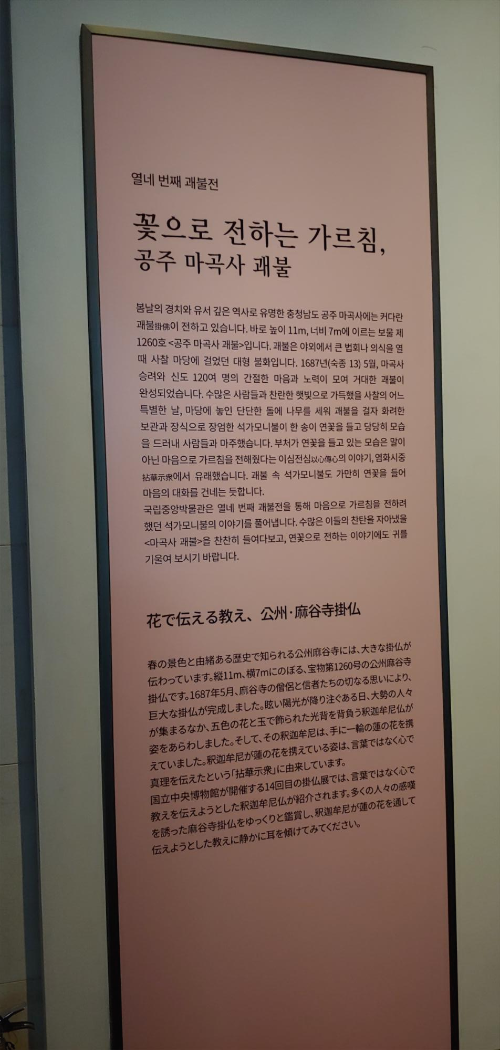 열네 번째 괘불전
꽃으로 전하는 가르침,
공주 마곡사 괘불
봄날의 경치와 유서 깊은 역사로 유명한 충청남도 공주 마곡사에는 커다란
괘불掛佛이 전하고 있습니다. 바로 높이 11m, 너비 7m에 이르는 보물 제
1260호 <공주 마곡사 괘불>입니다. 괘불은 야외에서 큰 법회나 의식을 열
때 사찰 마당에 걸었던 대형 불화입니다. 1687년(숙종 13) 5월, 마곡사
승려와 신도 120여 명의 간절한 마음과 노력이 모여 거대한 괘불이
완성되었습니다. 수많은 사람들과 찬란한 햇빛으로 가득했을 사찰의 어느
특별한 날, 마당에 놓인 단단한 돌에 나무를 세워 괘불을 걸자 화려한
보관과 장식으로 장엄한 석가모니불이 한 송이 연꽃을 들고 당당히 모습
을 드러내 사람들과 마주했습니다. 부처가 연꽃을 들고 있는 모습은 말이
아닌 마음으로 가르침을 전해줬다는 이심전심以心傳心의 이야기, 염화시중
拈華示衆에서 유래했습니다. 괘불 속 석가모니불도 가만히 연꽃을 들어
마음의 대화를 건네는 듯합니다.
국립중앙박물관은 열네 번째 괘불전을 통해 마음으로 가르침을 전하려
했던 석가모니불의 이야기를 풀어냅니다. 수많은 이들의 찬탄을 자아냈을
<마곡사 괘불>을 찬찬히 들여다보고, 연꽃으로 전하는 이야기에도 귀를
기울여 보시기 바랍니다.
花で伝える教え、公州·麻谷寺掛仏
春の景色と由緒ある歴史で知られる公州麻谷寺には、大きな掛仏が
伝わっています。縦11m、横7mにのぼる、宝物第1260号の公州麻谷寺
掛仏です。1687年5月、麻谷寺の僧侶と信者たちの切なる思いにより、
巨大な掛仏が完成しました。眩い陽光が降り注ぐある日、大勢の人々
が集まるなか、五色の花と玉で飾られた光背を背負う釈迦牟尼仏が
姿をあらわしました。そして、その釈迦牟尼は、手に一輪の蓮の花を携
えていました。釈迦牟尼が蓮の花を携えている姿は、言葉ではなく心で
真理を伝えたという「拈華示衆」に由来しています。
国立中央博物館が開催する14回目の掛仏展では、言葉ではなく心で
教えを伝えようとした釈迦牟尼仏が紹介されます。多くの人々の感嘆
を誘った麻谷寺掛仏をゆっくりと鑑賞し、釈迦牟尼が蓮の花を通して
伝えようとした教えに静かに耳を傾けてみてください。